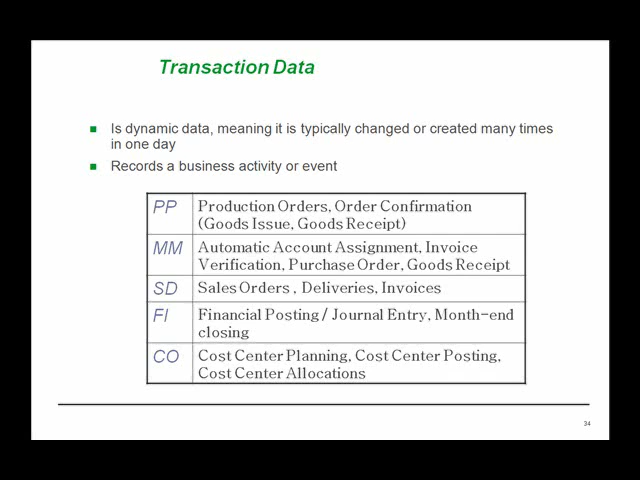 Transaction Data
Is dynamic data, meaning it is typically changed or created many times
in one day
Records a business activity or event
PP Production Orders, Order Confirmation
(Goods Issue, Goods Receipt)
MM Automatic Account Assignment, Invoice
Verification, Purchase Order, Goods Receipt
SD Sales Orders , Deliveries, Invoices
FI Financial Posting / Journal Entry, Month-end
closing
CO Cost Center Planning, Cost Center Posting,
Cost Center Allocations
34